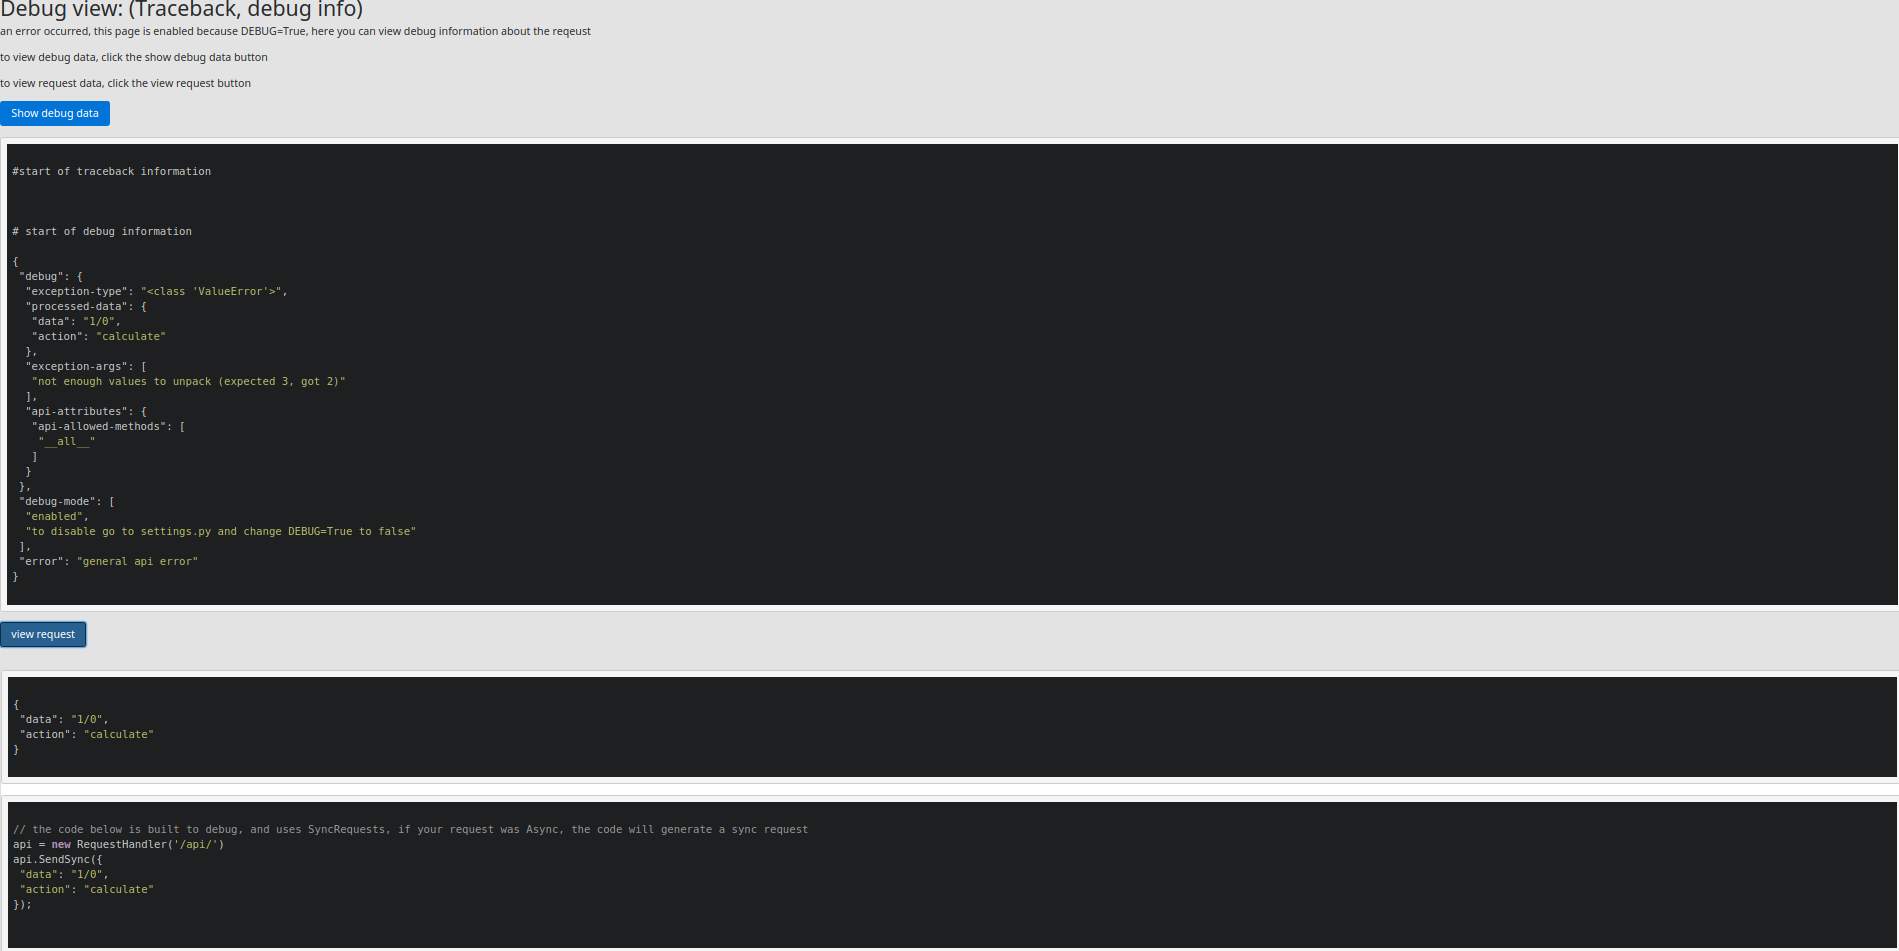 Debug view: (Traceback, debug info)
an error occurred, this page is enabled because DEBUG=True, here you can view debug information about the reqeust
to view debug data, click the show debug data button
to view request data, click the view request button
Show debug data
#start of traceback information
# start of debug information
{
"debug": {
"exception-type": "<class 'ValueError'>",
"processed-data": {
"data": "1/0",
"action": "calculate"
},
"exception-args": [
"not enough values to unpack (expected 3, got 2)"
],
"api-attributes": {
"api-allowed-methods": [
"__all__"
]
}
},
"debug-mode": [
"enabled",
"to disable go to settings.py and change DEBUG=True to false"
],
"error": "general api error"
}
view request
{
"data": "1/0",
"action": "calculate"
}
// the code below is built to debug, and uses SyncRequests, if your request was Async, the code will generate a sync request
api = new RequestHandler('/api/')
api.SendSync({
"data": "1/0",
"action": "calculate"
});